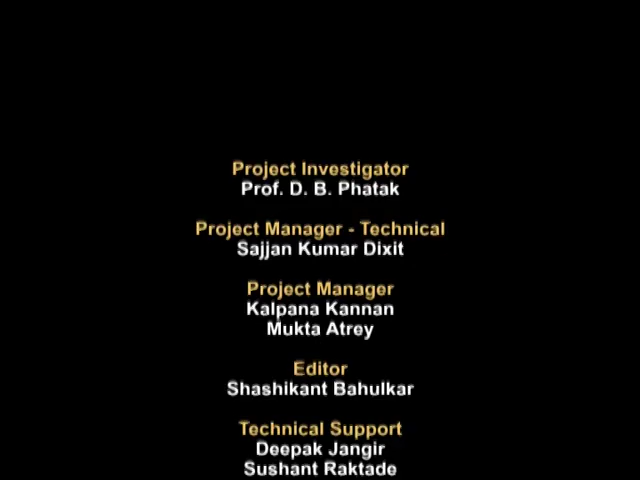 Project Investigator
Prof. D. B. Phatak
Project Manager - Technical
Sajjan Kumar Dixit
Project Manager
Kalpana Kannan
Mukta Atrey
Editor
Shashikant Bahulkar
Technical Support
Deepak Jangir
Sushant Raktade